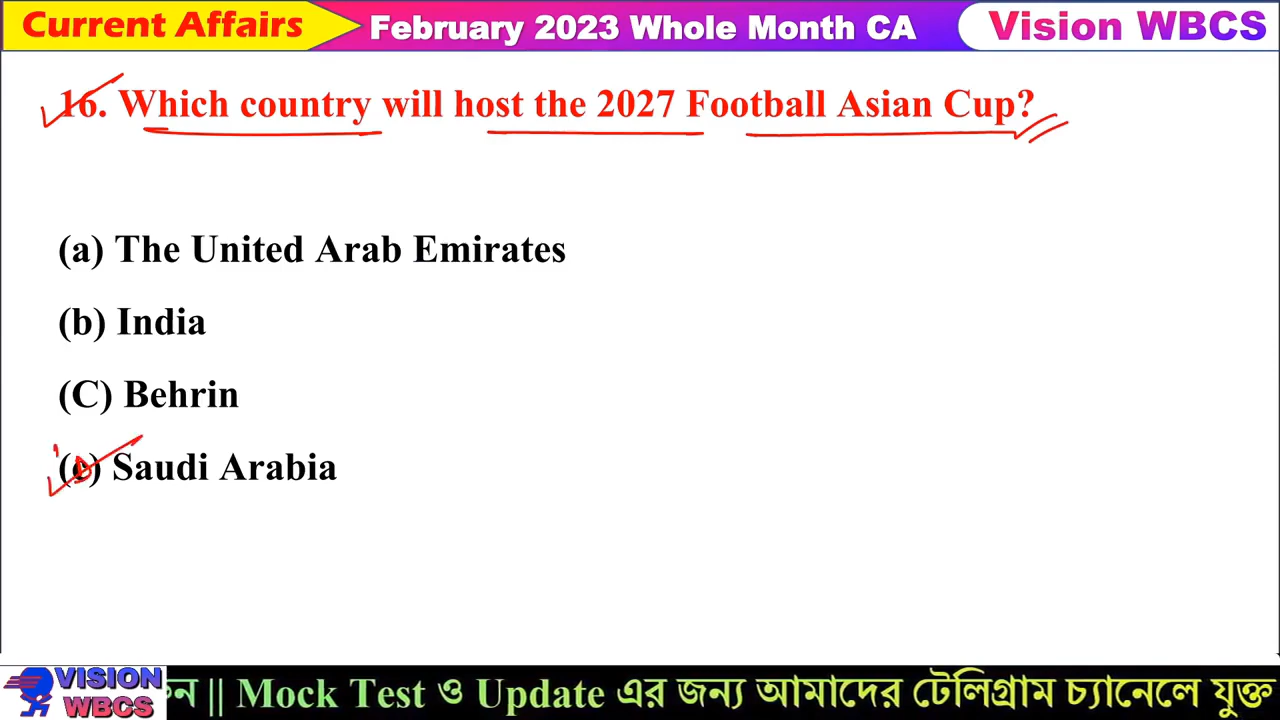 Current Affairs February 2023 Whole Month CA Vision WBCS
16. Which country will host the 2027 Football Asian Cup?
(a) The United Arab Emirates
(b) India
(C) Behrin
(c) Saudi Arabia
VISION WBCS
|| Mock Test ও Update এর জন্য আমাদের টেলিগ্রাম চ্যানেলে যুক্ত